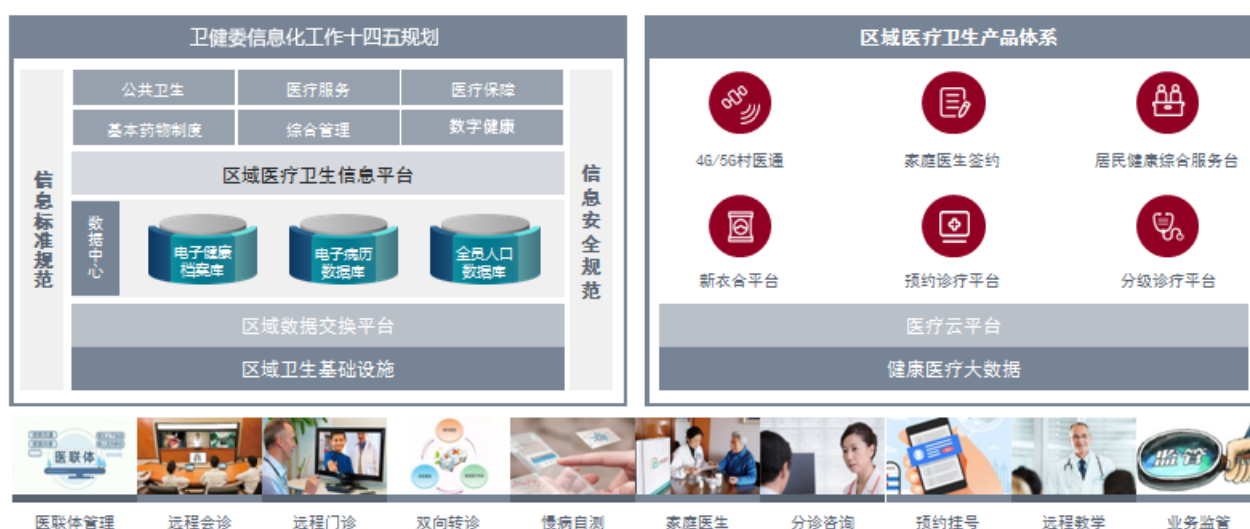 卫健委信息化工作十四五规划
信息标准规范
公共卫生
医疗服务
医疗保障
基本药物制度
综合管理
数字健康
区域医疗卫生信息平台
数据中心
电子健康
档案库
电子病历
数据库
全员人口
数据库
区域数据交换平台
区域卫生基础设施
信息安全规范
区域医疗卫生产品体系
4G/5G村医通
家庭医生签约
居民健康综合服务台
新衣合平台
预约诊疗平台
分级诊疗平台
医疗云平台
健康医疗大数据
医联体
监管
医联体管理
远程会诊
远程门诊
双向转诊
慢病自测
家庭医生
分诊咨询
预约挂号
远程教学
业务监管